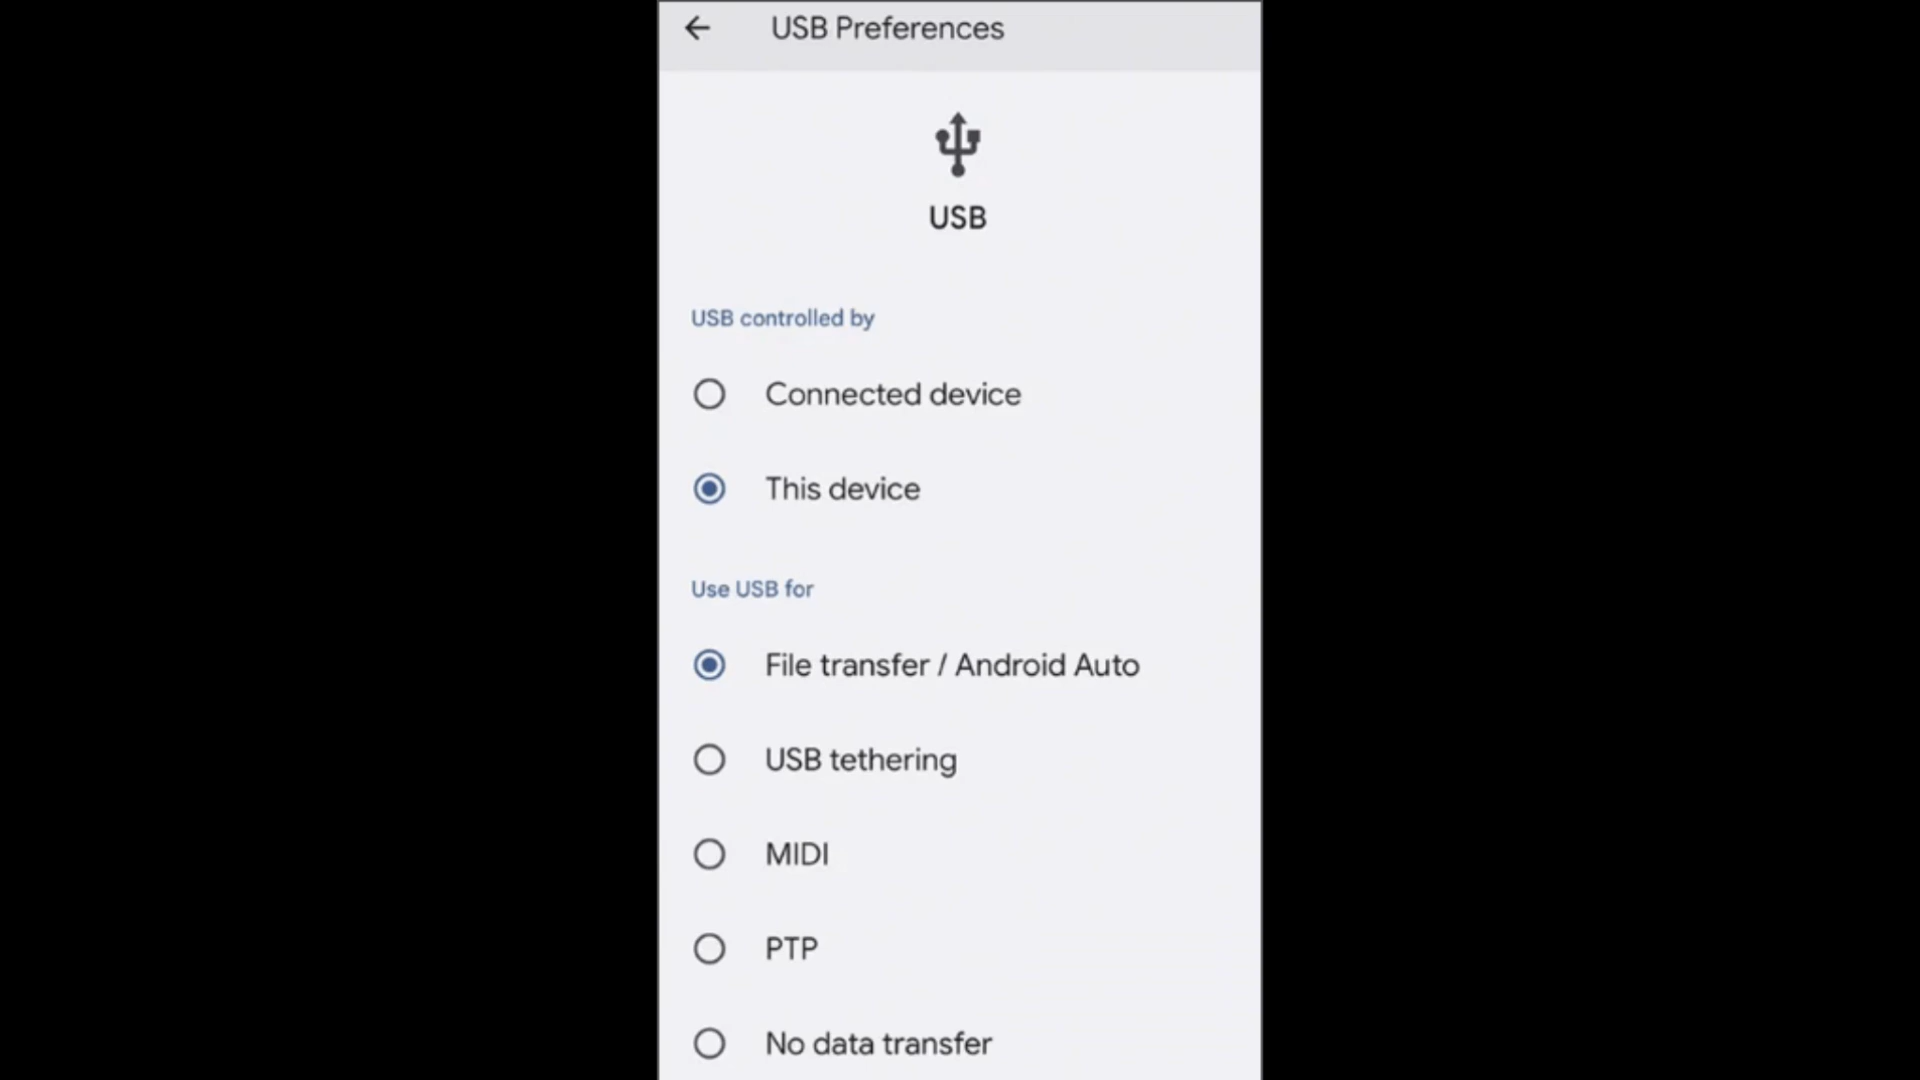 USB Preferences
USB
USB controlled by
Connected device
This device
Use USB for
File transfer / Android Auto
USB tethering
MIDI
PTP
No data transfer